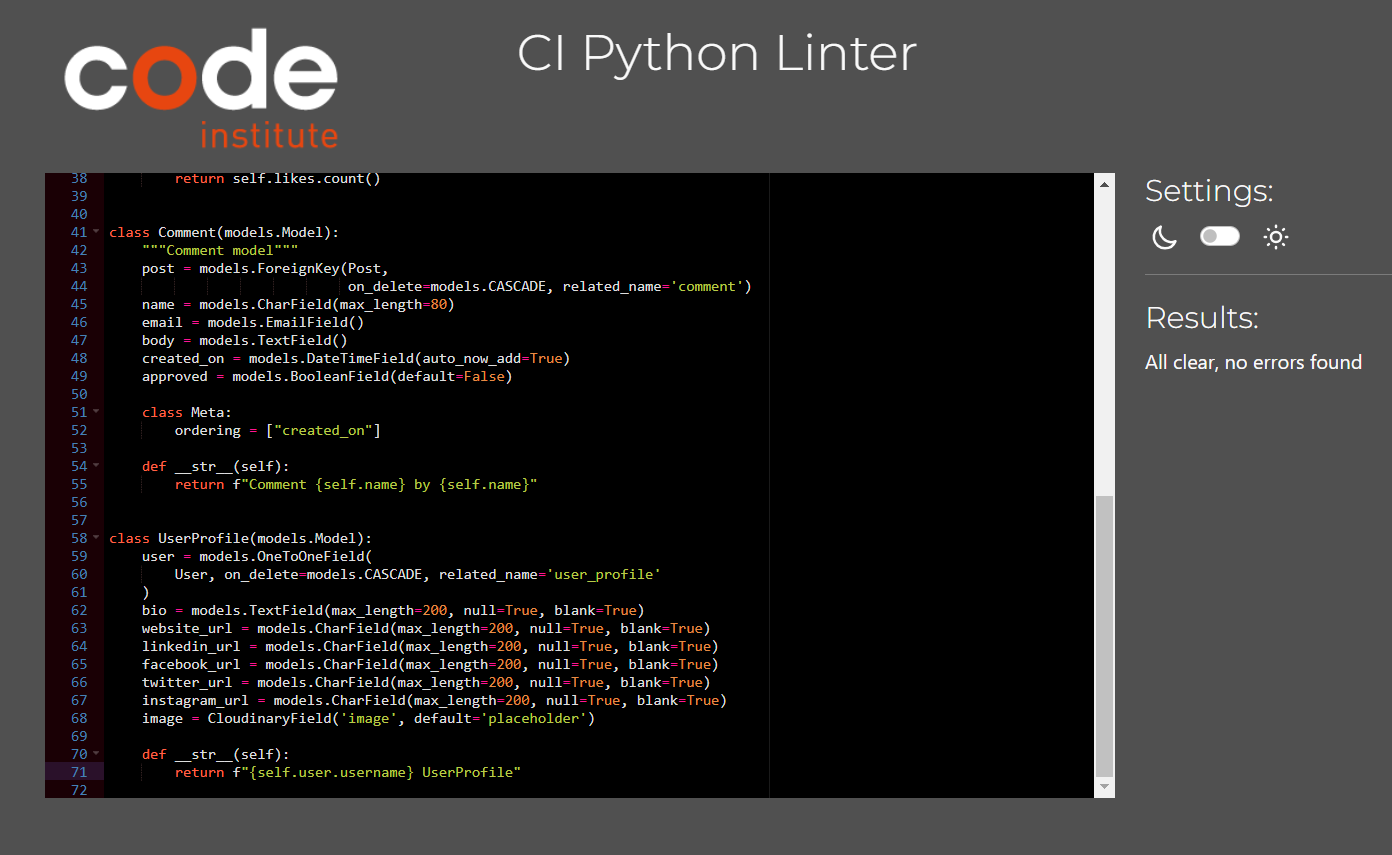 code
institute
CI Python Linter
38 return self.likes.count()
39
40
41 class Comment(models.Model):
42 """Comment model"""
43 post = models.ForeignKey(Post,
44 on_delete=models.CASCADE, related_name='comment')
45 name = models.CharField(max_length=80)
46 email = models.EmailField()
47 body = models.TextField()
48 created_on = models.DateTimeField(auto_now_add=True)
49 approved = models.BooleanField(default=False)
50
51 class Meta:
52 ordering = ["created_on"]
53
54 def __str__(self):
55 return f"Comment {self.name} by {self.name}"
56
57
58 class UserProfile(models.Model):
59 user = models.OneToOneField(
60 User, on_delete=models.CASCADE, related_name='user_profile'
61 )
62 bio = models.TextField(max_length=200, null=True, blank=True)
63 website_url = models.CharField(max_length=200, null=True, blank=True)
64 linkedin_url = models.CharField(max_length=200, null=True, blank=True)
65 facebook_url = models.CharField(max_length=200, null=True, blank=True)
66 twitter_url = models.CharField(max_length=200, null=True, blank=True)
67 instagram_url = models.CharField(max_length=200, null=True, blank=True)
68 image = CloudinaryField('image', default='placeholder')
69
70 def __str__(self):
71 return f"{self.user.username} UserProfile"
72
Settings:
Results:
All clear, no errors found